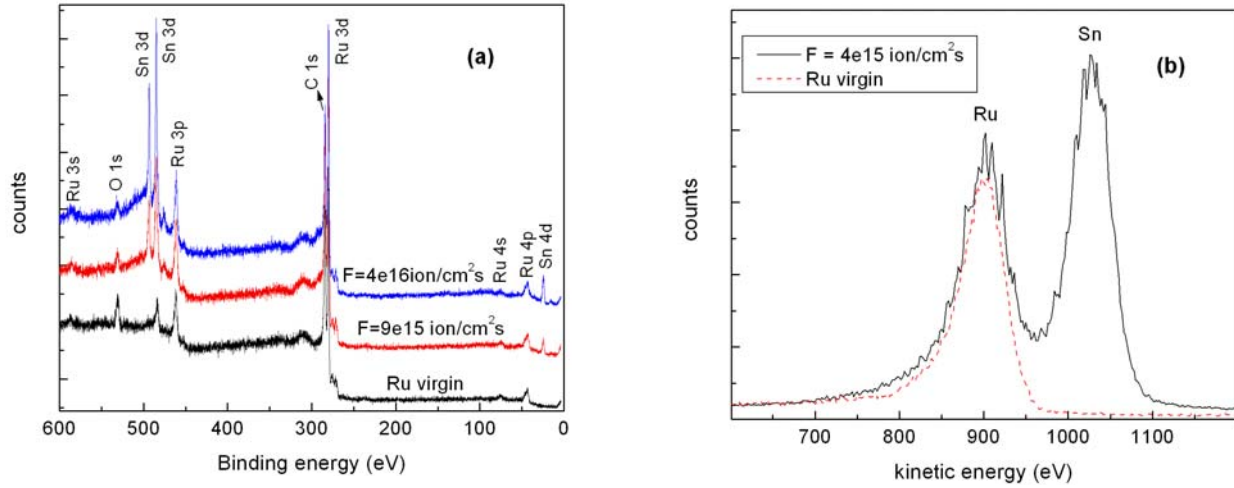 Sn 3d
Sn 3d
(a)
C 1s
Ru 3d
Ru 3s
O 1s
Ru 3p
Ru 4s
Ru 4p
Sn 4d
F=4e16ion/cm²s
F=9e15 ion/cm²s
Ru virgin
counts
600 500 400 300 200 100 0
Binding energy (eV)
F = 4e15 ion/cm²s
Ru virgin
Sn
(b)
Ru
counts
700 800 900 1000 1100
kinetic energy (eV)